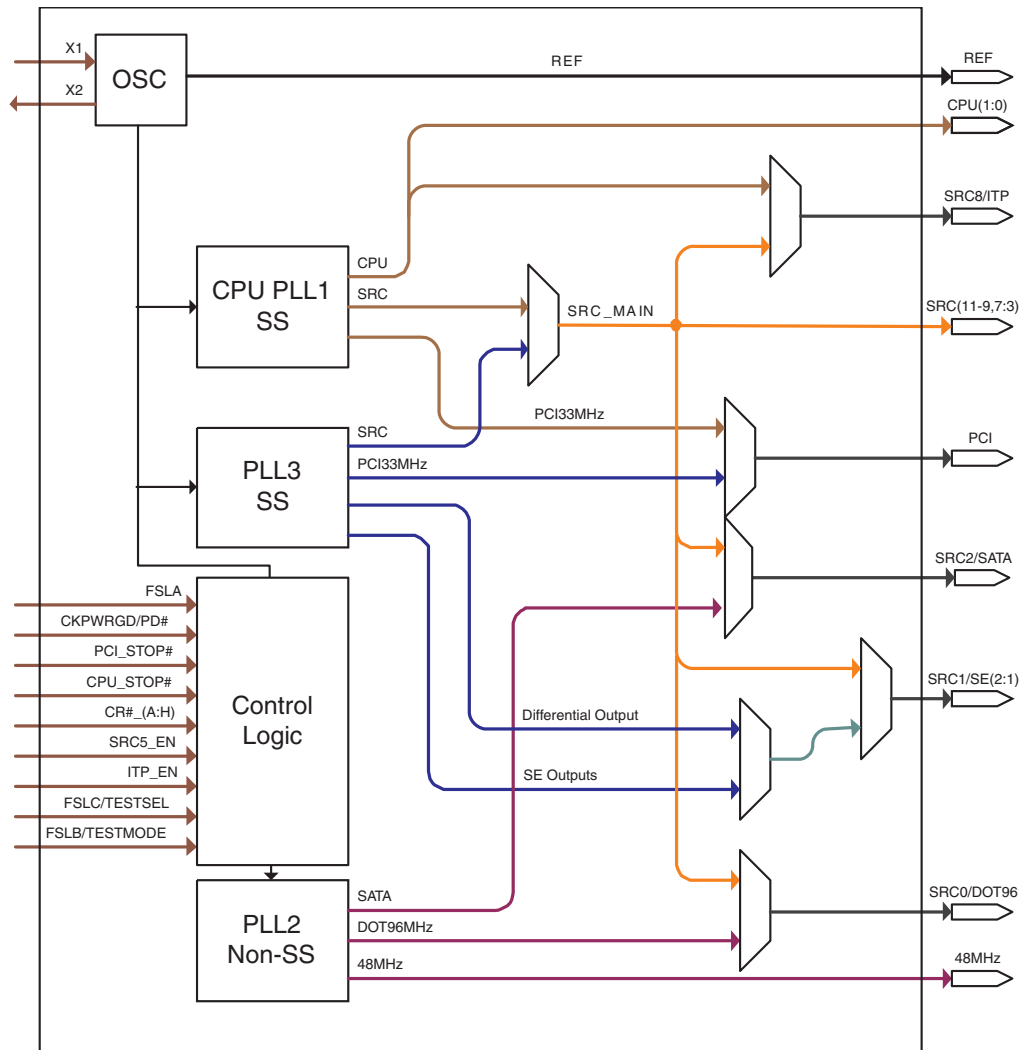 X1
X2
OSC
REF
REF
CPU(1:0)
SRC8/ITP
CPU PLL1
SS
CPU
SRC
SRC_MAIN
SRC(11-9,7:3)
PCI33MHz
PCI
PLL3
SS
SRC
PCI33MHz
SRC2/SATA
FSLA
CKPWRGD/PD#
PCI_STOP#
CPU_STOP#
CR#_(A:H)
SRC5_EN
ITP_EN
FSLC/TESTSEL
FSLB/TESTMODE
Control
Logic
Differential Output
SE Outputs
SRC1/SE(2:1)
PLL2
Non-SS
SATA
DOT96MHz
48MHz
SRC0/DOT96
48MHz